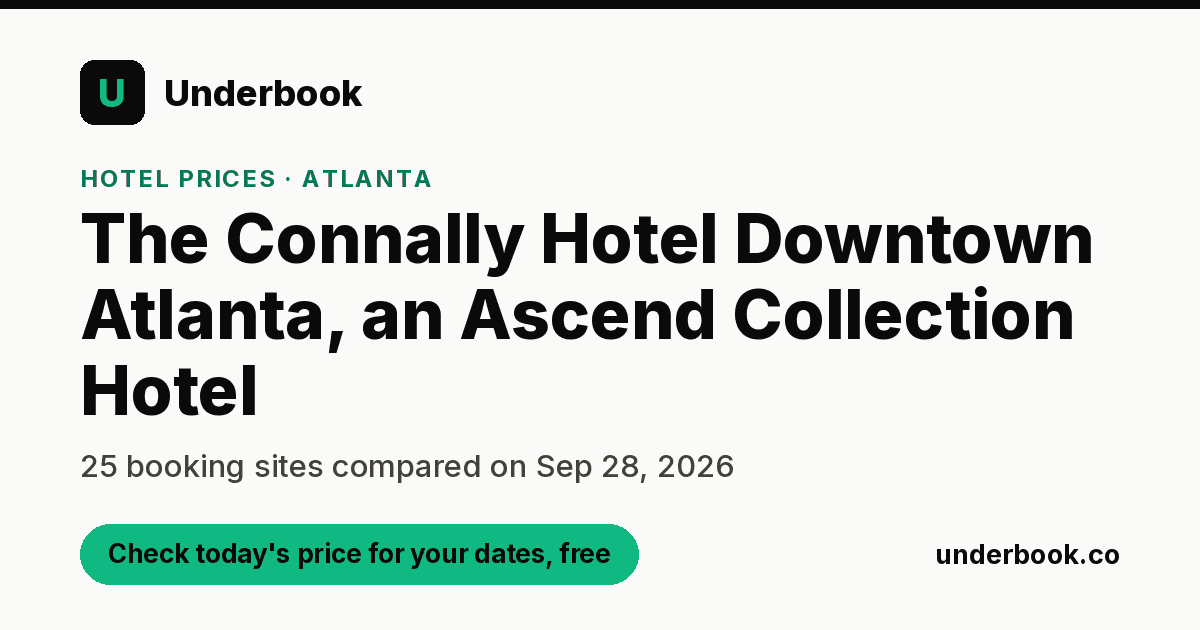 U Underbook
HOTEL PRICES · ATLANTA
The Connally Hotel Downtown
Atlanta, an Ascend Collection
Hotel
25 booking sites compared on Sep 28, 2026
Check today's price for your dates, free
underbook.co